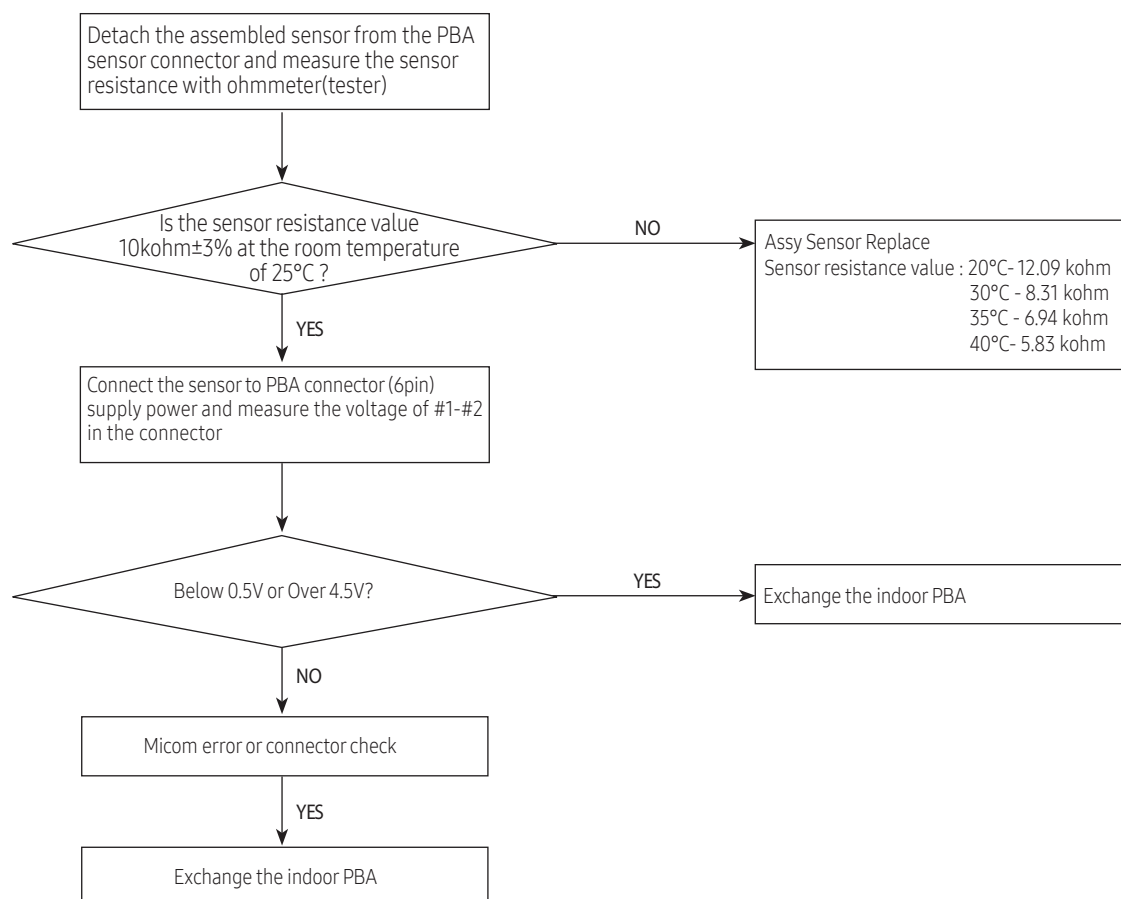 Detach the assembled sensor from the PBA
sensor connector and measure the sensor
resistance with ohmmeter(tester)
Is the sensor resistance value
10kohm±3% at the room temperature
of 25°C ?
NO
Assy Sensor Replace
Sensor resistance value : 20°C- 12.09 kohm
30°C - 8.31 kohm
35°C - 6.94 kohm
40°C- 5.83 kohm
YES
Connect the sensor to PBA connector (6pin)
supply power and measure the voltage of #1-#2
in the connector
Below 0.5V or Over 4.5V?
YES
Exchange the indoor PBA
NO
Micom error or connector check
YES
Exchange the indoor PBA